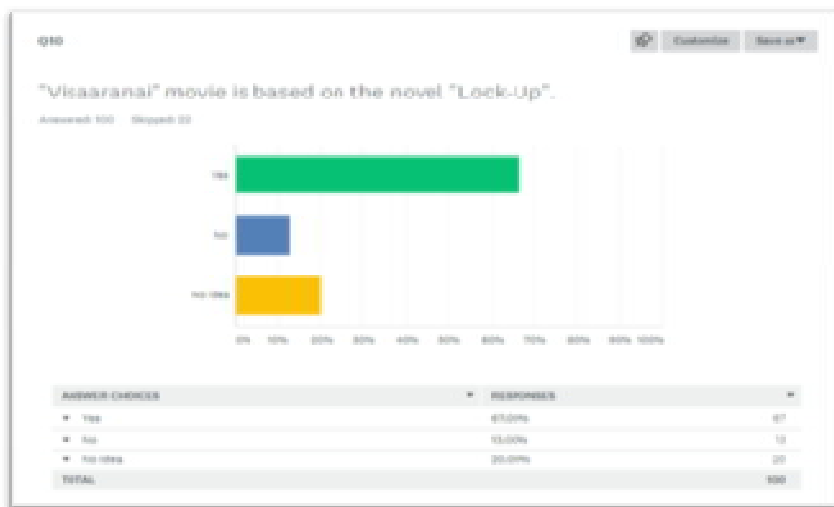 Q10
Customize Save as
"Visaaranai" movie is based on the novel "Lock-Up".
Answered: 100 Skipped: 22
Yes
No
No idea
0% 10% 20% 30% 40% 50% 60% 70% 80% 90% 100%
ANSWER CHOICES RESPONSES
Yes 67.00% 67
No 13.00% 13
No idea 20.00% 20
TOTAL 100